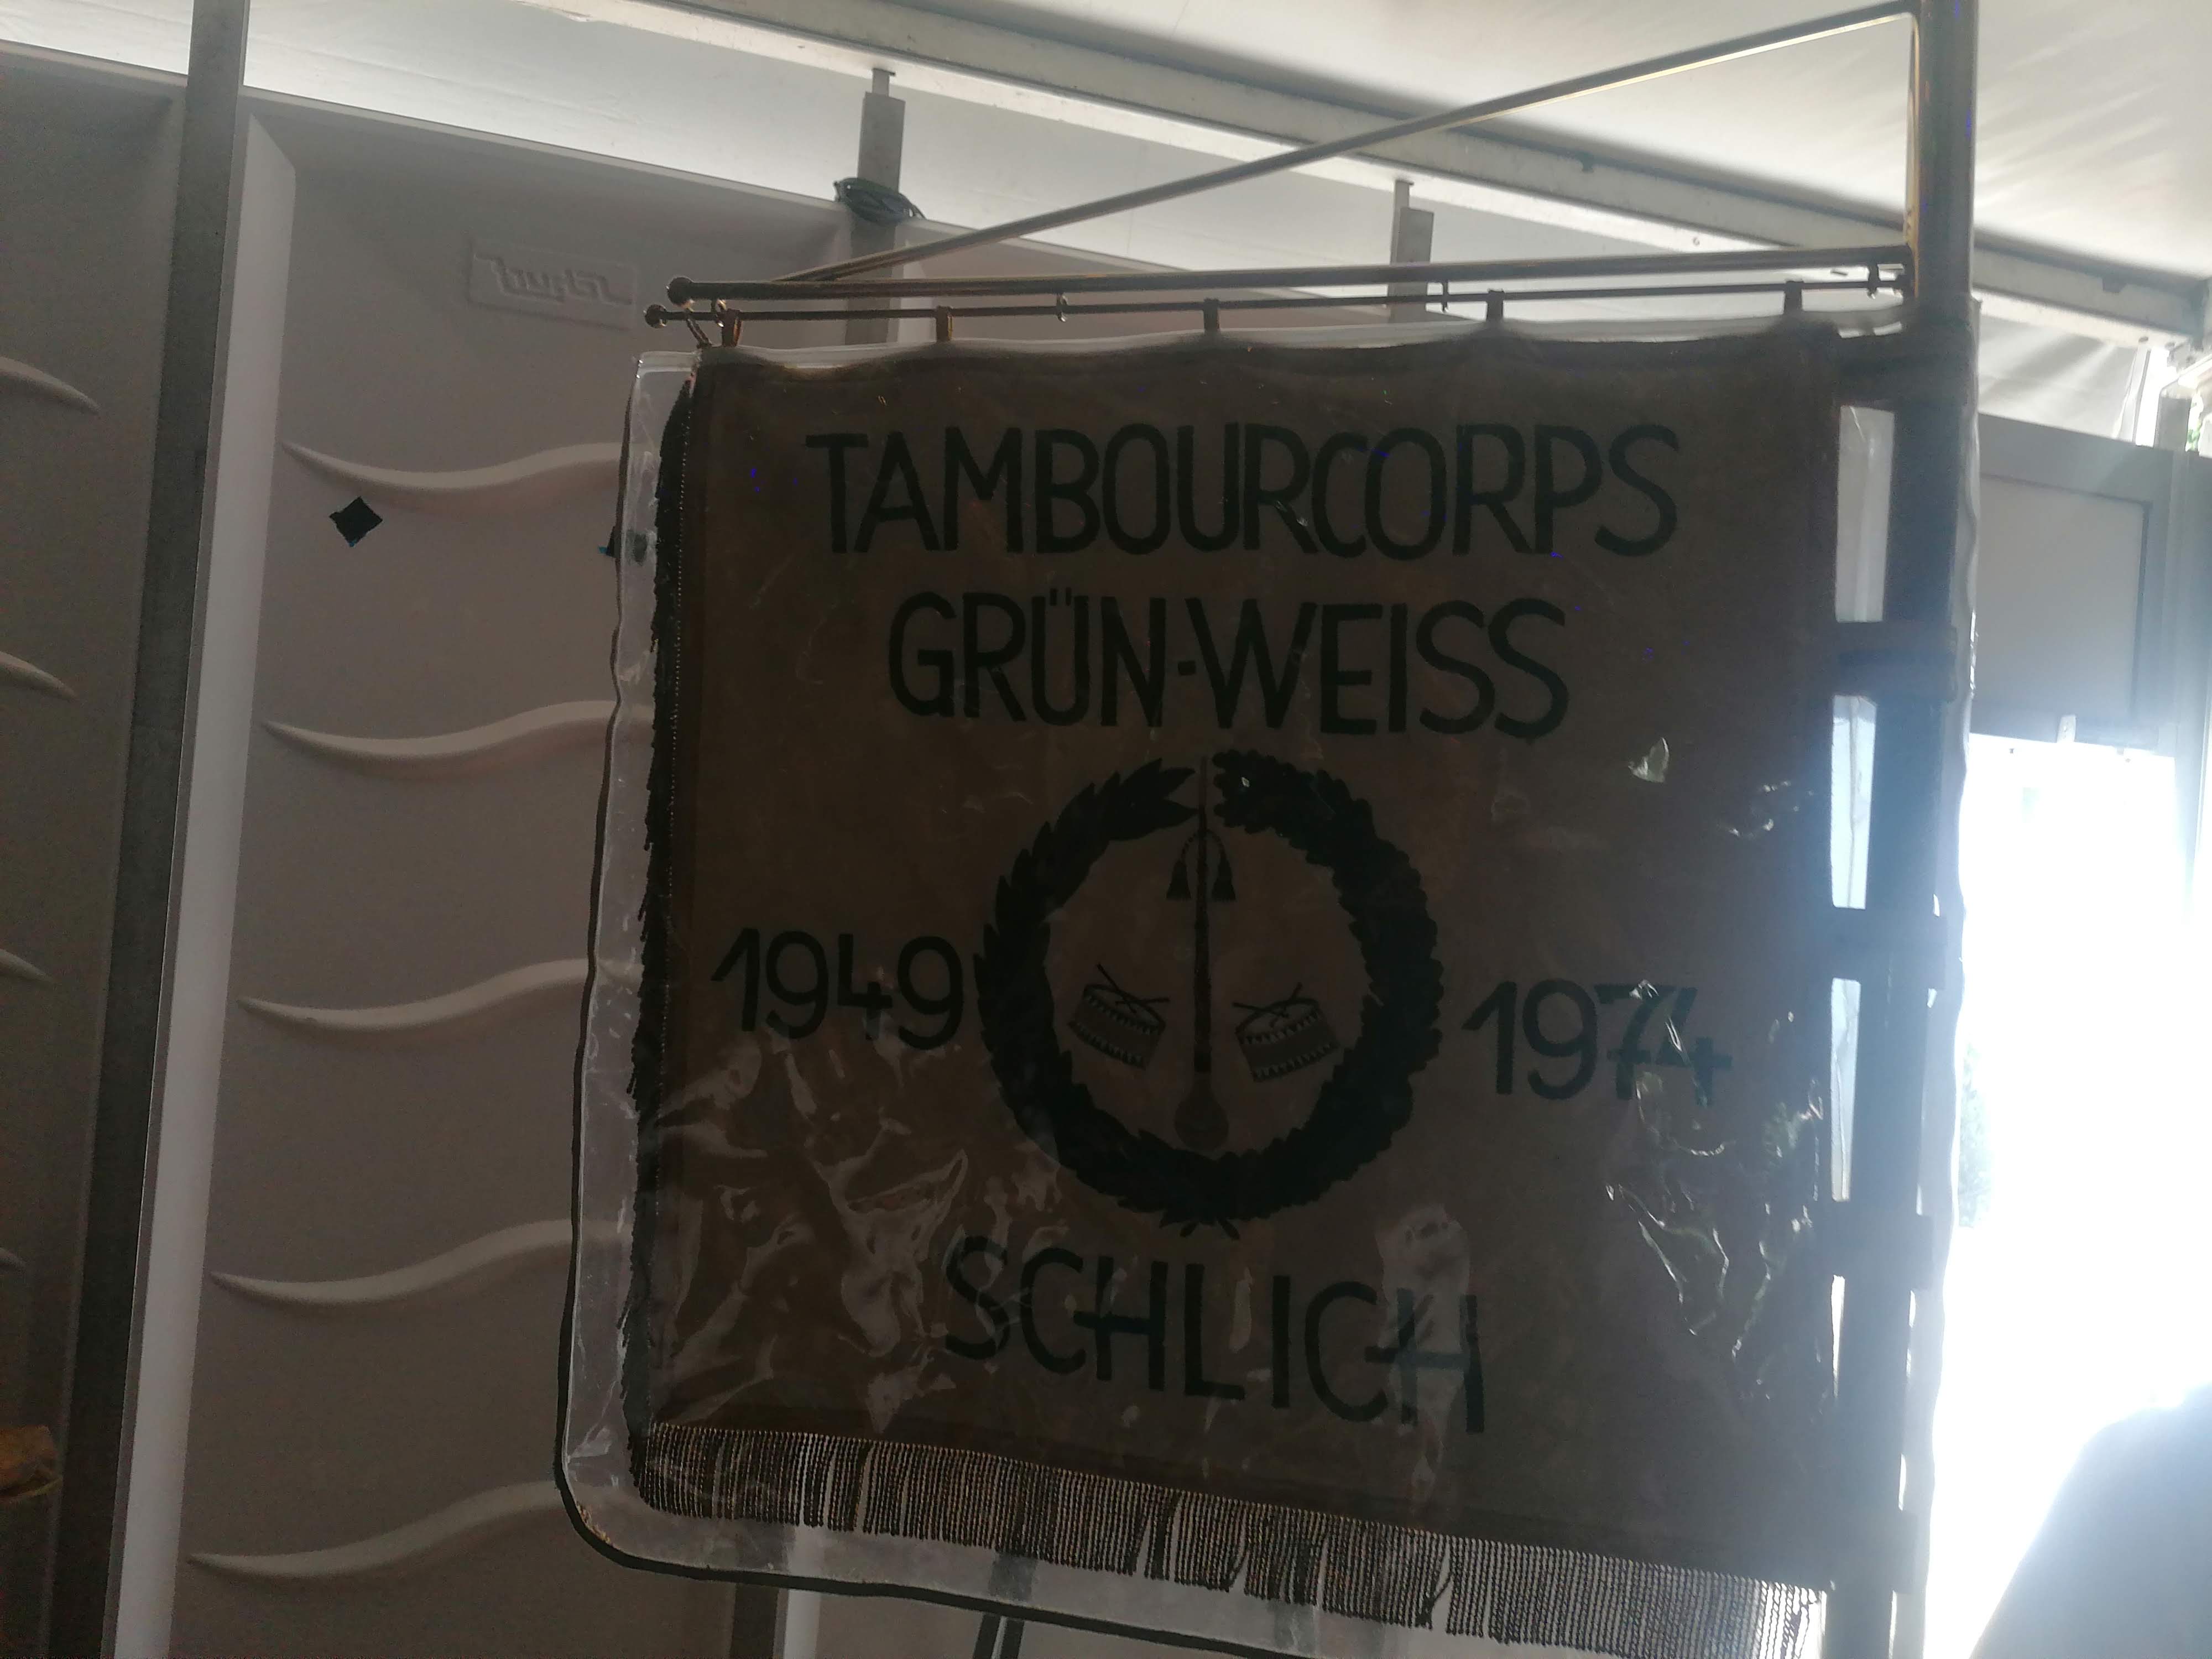 TAMBOURCORPS
GRÜN-WEISS
1949 1974
SCHLICH